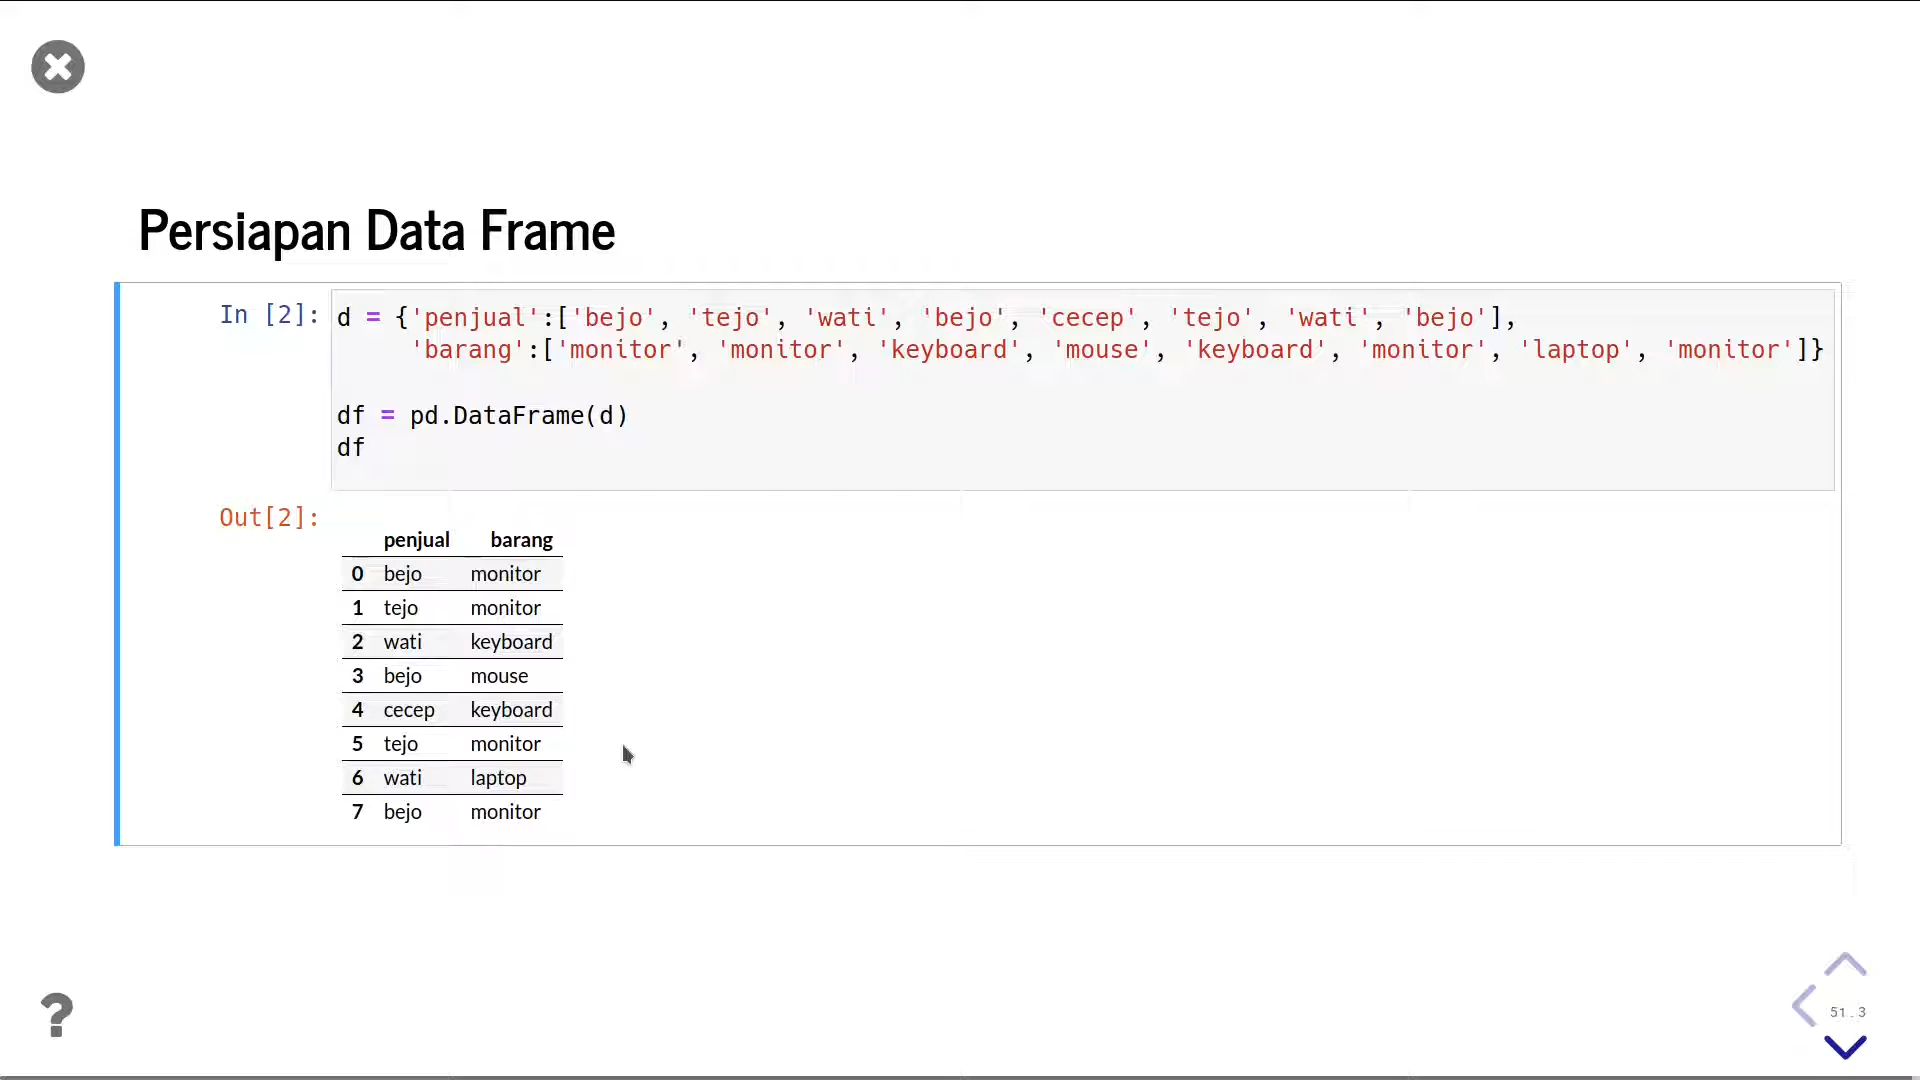 Persiapan Data Frame
In [2]: d = {'penjual':['bejo', 'tejo', 'wati', 'bejo', 'cecep', 'tejo', 'wati', 'bejo'],
'barang':['monitor', 'monitor', 'keyboard', 'mouse', 'keyboard', 'monitor', 'laptop', 'monitor']}
df = pd.DataFrame(d)
df
Out[2]:
penjual barang
0 bejo monitor
1 tejo monitor
2 wati keyboard
3 bejo mouse
4 cecep keyboard
5 tejo monitor
6 wati laptop
7 bejo monitor
?
51.3